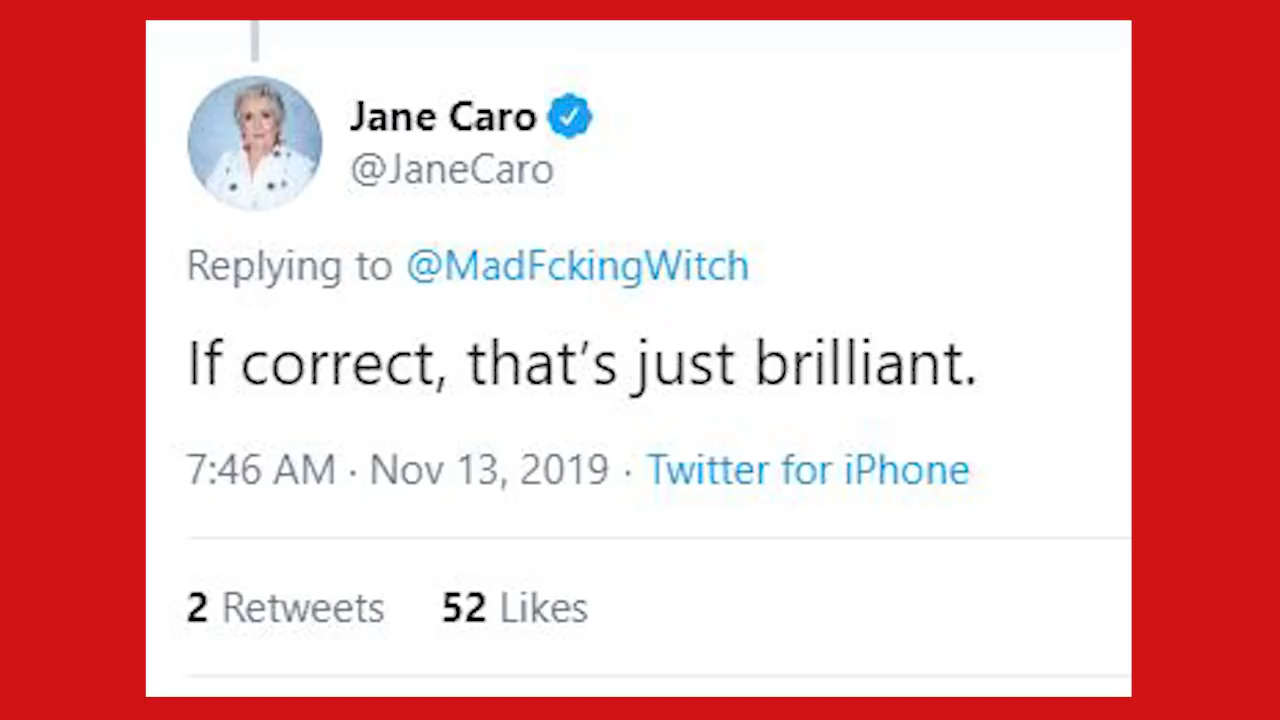 Jane Caro
@JaneCaro
Replying to @MadFckingWitch
If correct, that’s just brilliant.
7:46 AM · Nov 13, 2019 · Twitter for iPhone
2 Retweets 52 Likes